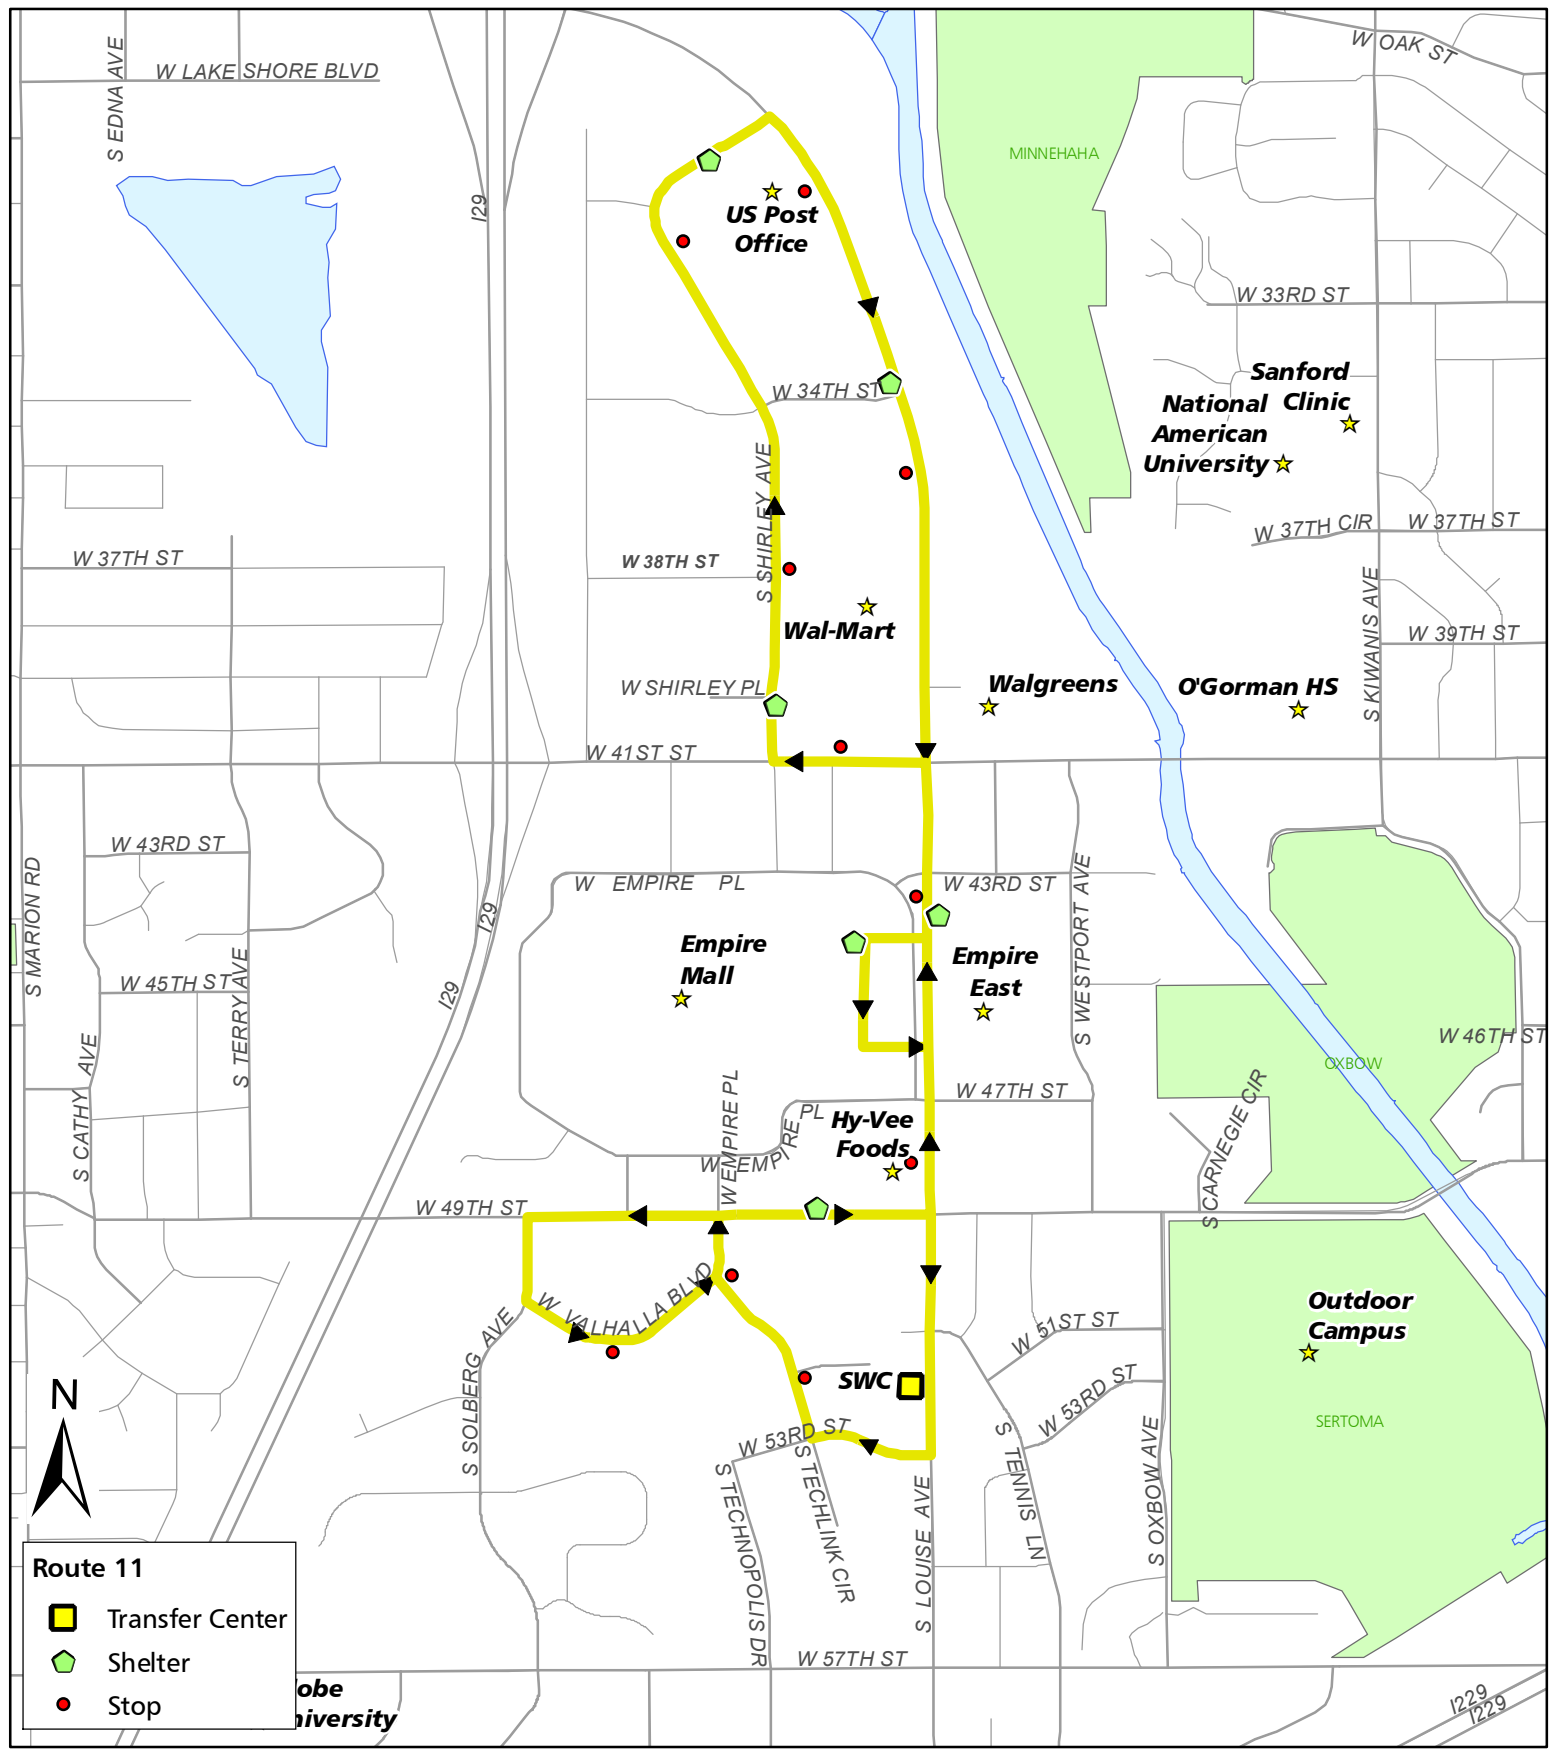 W OAK ST
S EDNA AVE
W LAKE SHORE BLVD
MINNEHAHA
I29
US Post
Office
W 33RD ST
Sanford
Clinic
W 34TH ST
National
American
University
S SHIRLEY AVE
W 37TH CIR
W 37TH ST
W 37TH ST
W 38TH ST
S KIWANIS AVE
Wal-Mart
W 39TH ST
W SHIRLEY PL
Walgreens
O'Gorman HS
W 41ST ST
W 43RD ST
S MARION RD
W EMPIRE PL
W 43RD ST
S WESTPORT AVE
I29
Empire
Mall
Empire
East
W 45TH ST
S TERRY AVE
I29
W 46TH ST
S CATHY AVE
OXBOW
W EMPIRE PL
W 47TH ST
S CARNEGIE CIR
W EMPIRE PL
Hy-Vee
Foods
W 49TH ST
W VALHALLA BLVD
Outdoor
Campus
S SOLBERG AVE
W 51ST ST
SWC
W 53RD ST
N
SERTOMA
W 53RD ST
S TECHLINK CIR
S TECHNOPOLIS DR
S LOUISE AVE
S TENNIS LN
S OXBOW AVE
Route 11
Transfer Center
Shelter
Stop
W 57TH ST
obe
niversity
I229
I229